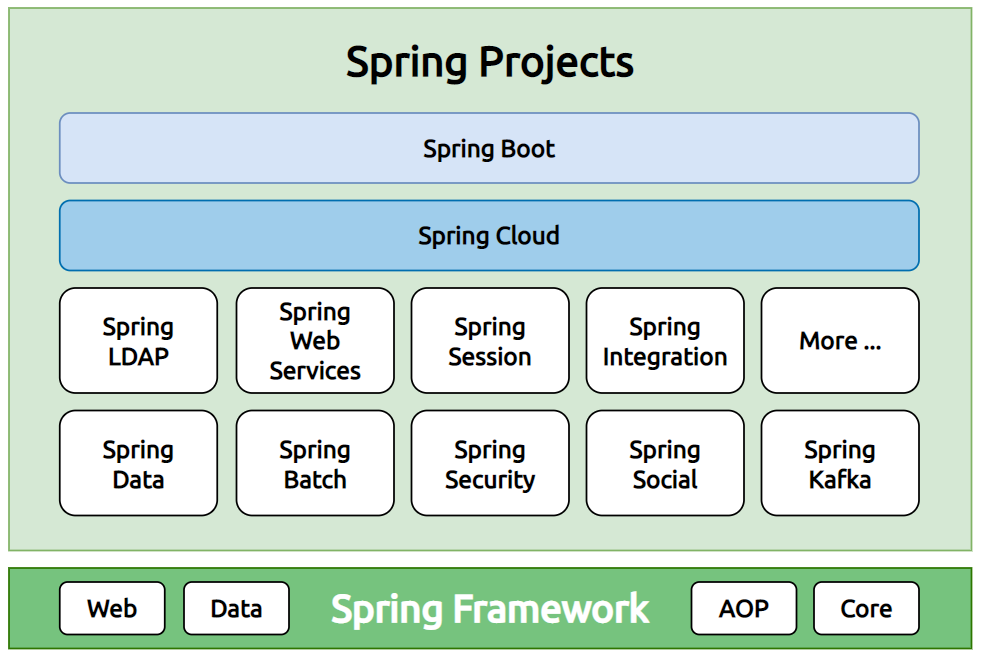 Spring Projects
Spring Boot
Spring Cloud
Spring
LDAP
Spring
Web
Services
Spring
Session
Spring
Integration
More ...
Spring
Data
Spring
Batch
Spring
Security
Spring
Social
Spring
Kafka
Web
Data
Spring Framework
AOP
Core